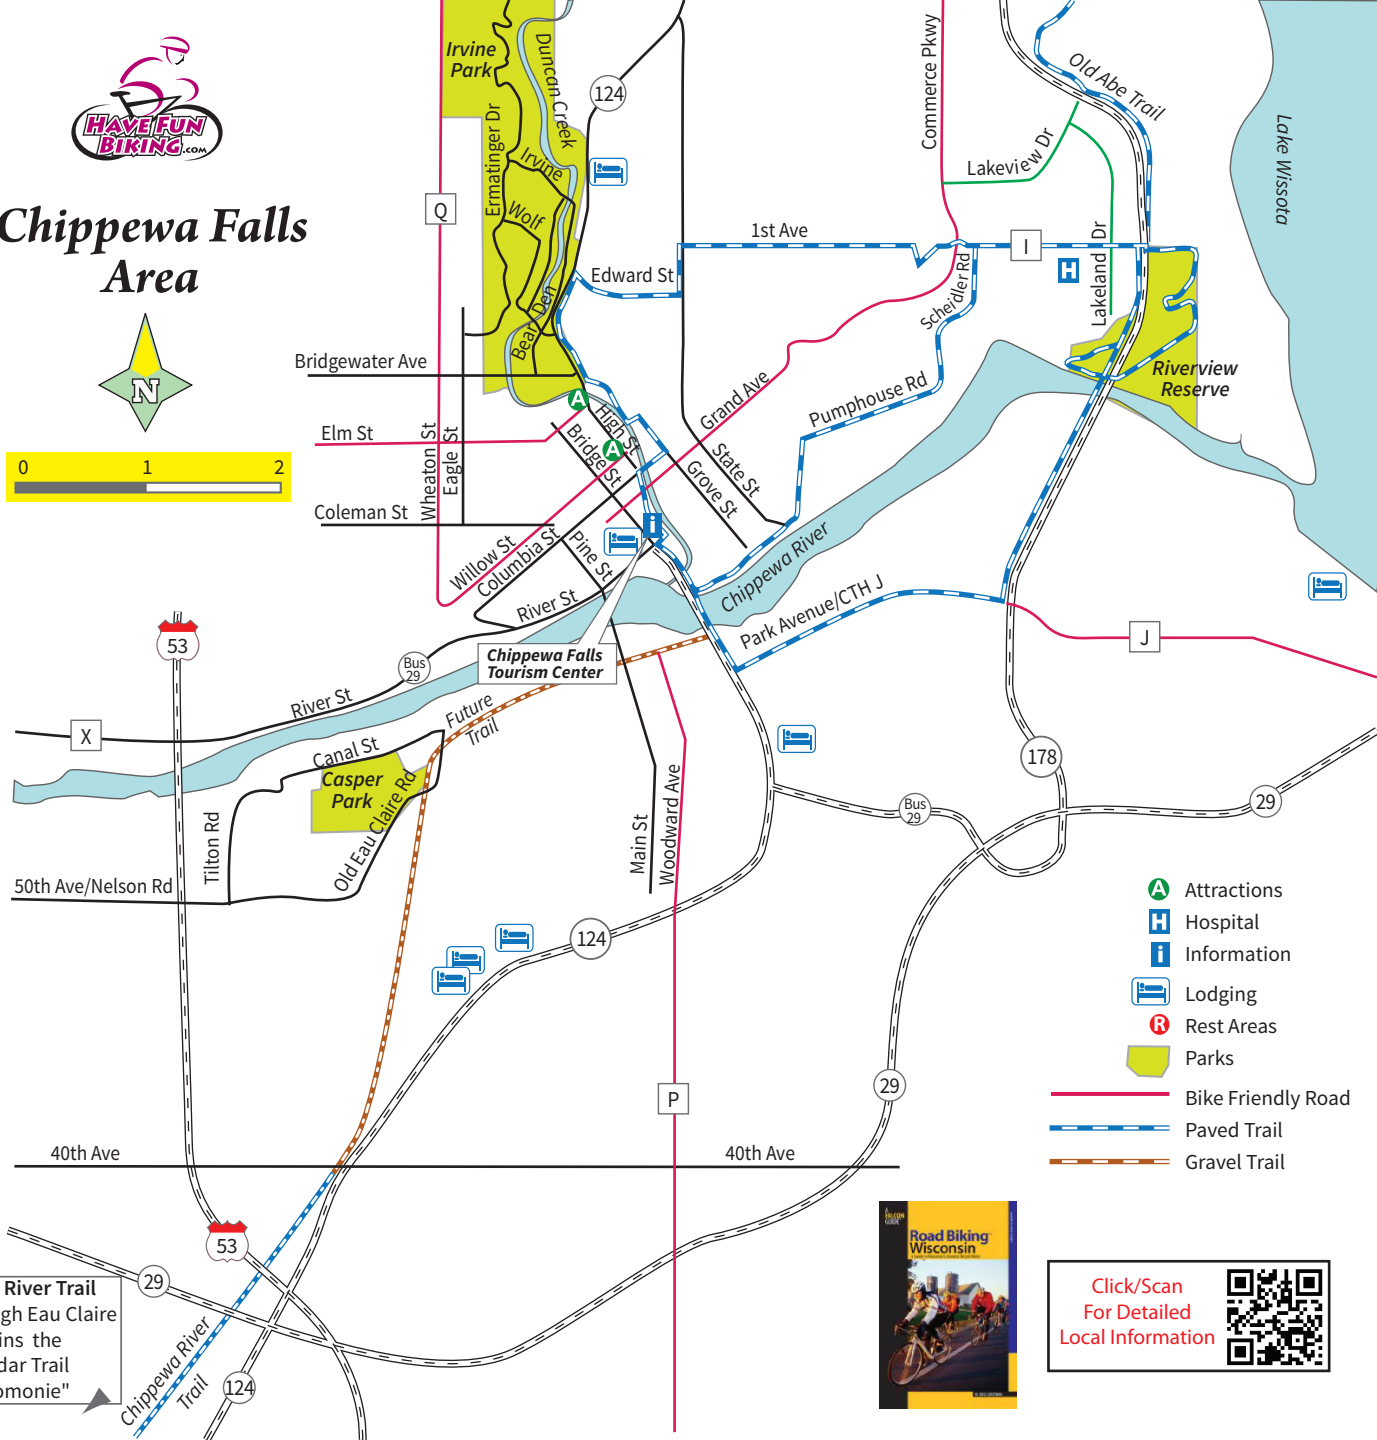 HAVE FUN
BIKING.COM
Chippewa Falls
Area
N
0 1 2
Irvine
Park
Duncan Creek
124
Ermatinger Dr
Irvine
Wolf
Bear Den
Q
Commerce Pkwy
Old Abe Trail
Lakeview Dr
Lake Wissota
1st Ave
I
H
Lakeland Dr
Edward St
Scheidler Rd
Bridgewater Ave
Riverview
Reserve
A
Elm St
Wheaton St
Eagle St
High St
A
Bridge St
Grand Ave
Pumphouse Rd
State St
Grove St
Coleman St
i
Willow St
Columbia St
Pine St
River St
Chippewa River
Park Avenue/CTH J
J
53
Bus
29
Chippewa Falls
Tourism Center
River St
X
Future
Trail
Canal St
Casper
Park
Old Eau Claire Rd
Tilton Rd
50th Ave/Nelson Rd
Main St
Woodward Ave
178
Bus
29
29
124
A Attractions
H Hospital
i Information
Lodging
R Rest Areas
Parks
Bike Friendly Road
Paved Trail
Gravel Trail
29
P
40th Ave
40th Ave
53
29
River Trail
gh Eau Claire
ins the
dar Trail
omonie"
Chippewa River
Trail
124
A
FALCON
GUIDE
Road Biking
Wisconsin
Click/Scan
For Detailed
Local Information